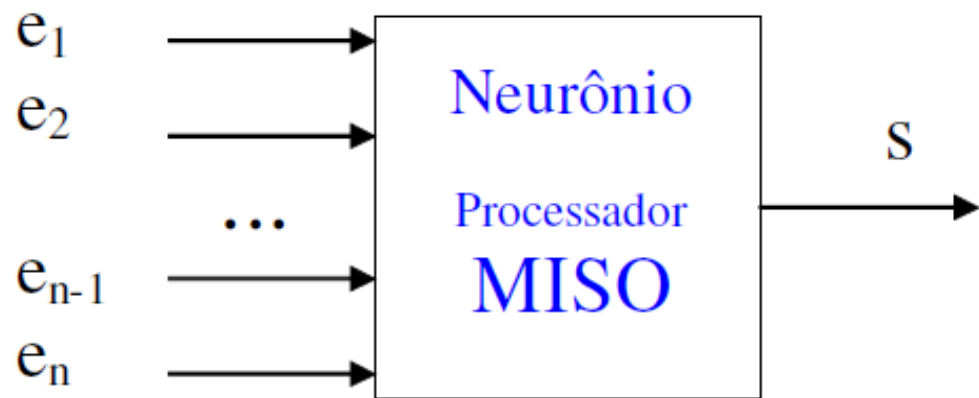 e₁
e₂
...
eₙ₋₁
eₙ
Neurônio
Processador
MISO
s